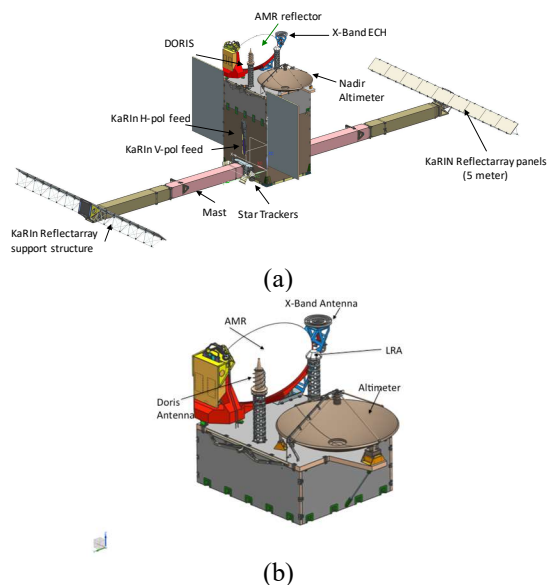 AMR reflector
X-Band ECH
DORIS
Nadir
Altimeter
KaRIn H-pol feed
KaRIn V-pol feed
KaRIN Reflectarray panels
(5 meter)
Star Trackers
Mast
KaRIn Reflectarray
support structure
(a)
X-Band Antenna
AMR
LRA
Altimeter
Doris
Antenna
(b)